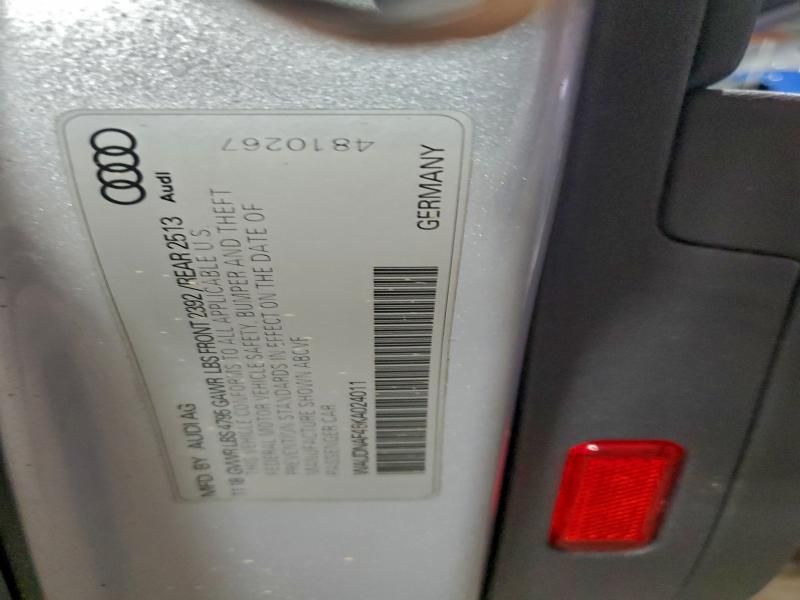 MFD. BY AUDI AG
11.18 GVWR LBS 4795 GAWR LBS FRONT 2392/REAR 2513 Audi
THIS VEHICLE CONFORMS TO ALL APPLICABLE U.S.
FEDERAL MOTOR VEHICLE SAFETY, BUMPER AND THEFT
PREVENTION STANDARDS IN EFFECT ON THE DATE OF
MANUFACTURE SHOWN ABOVE
PASSENGER CAR
WAUDNAF4BKA024011
GERMANY
4810267